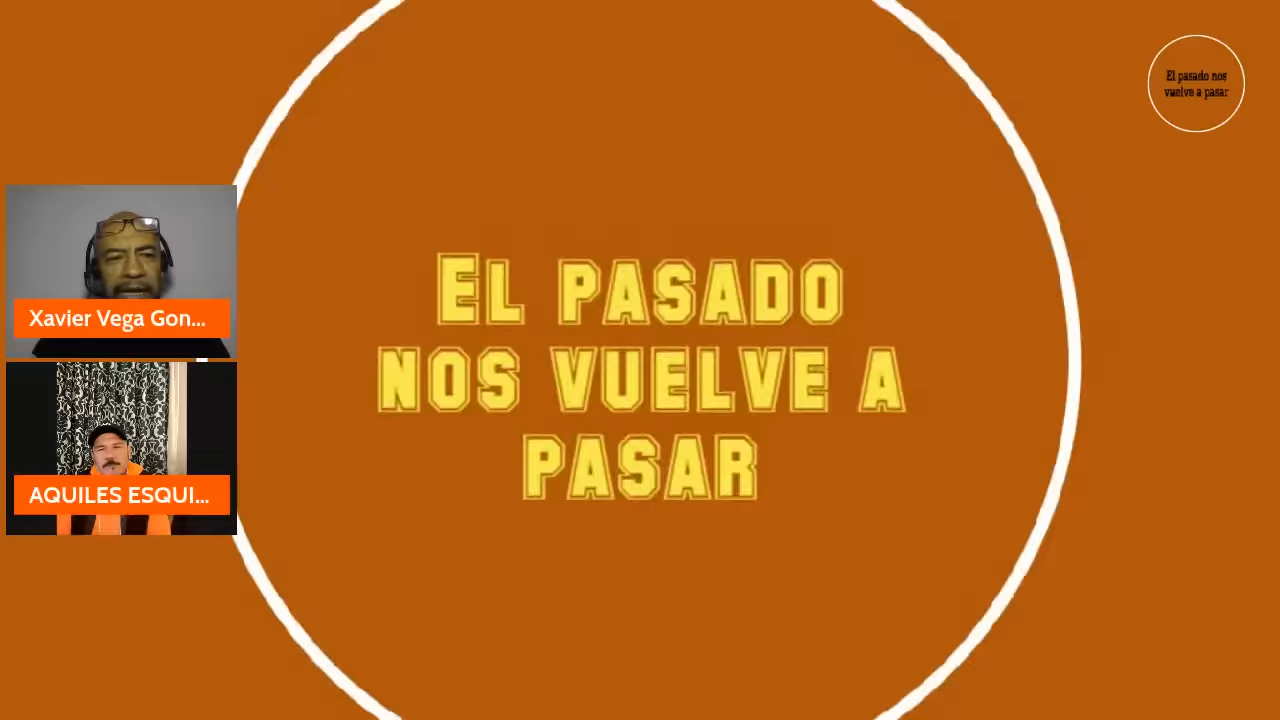 El pasado nos
vuelve a pasar
Xavier Vega Gon...
AQUILES ESQUI...
El pasado
nos vuelve a
pasar